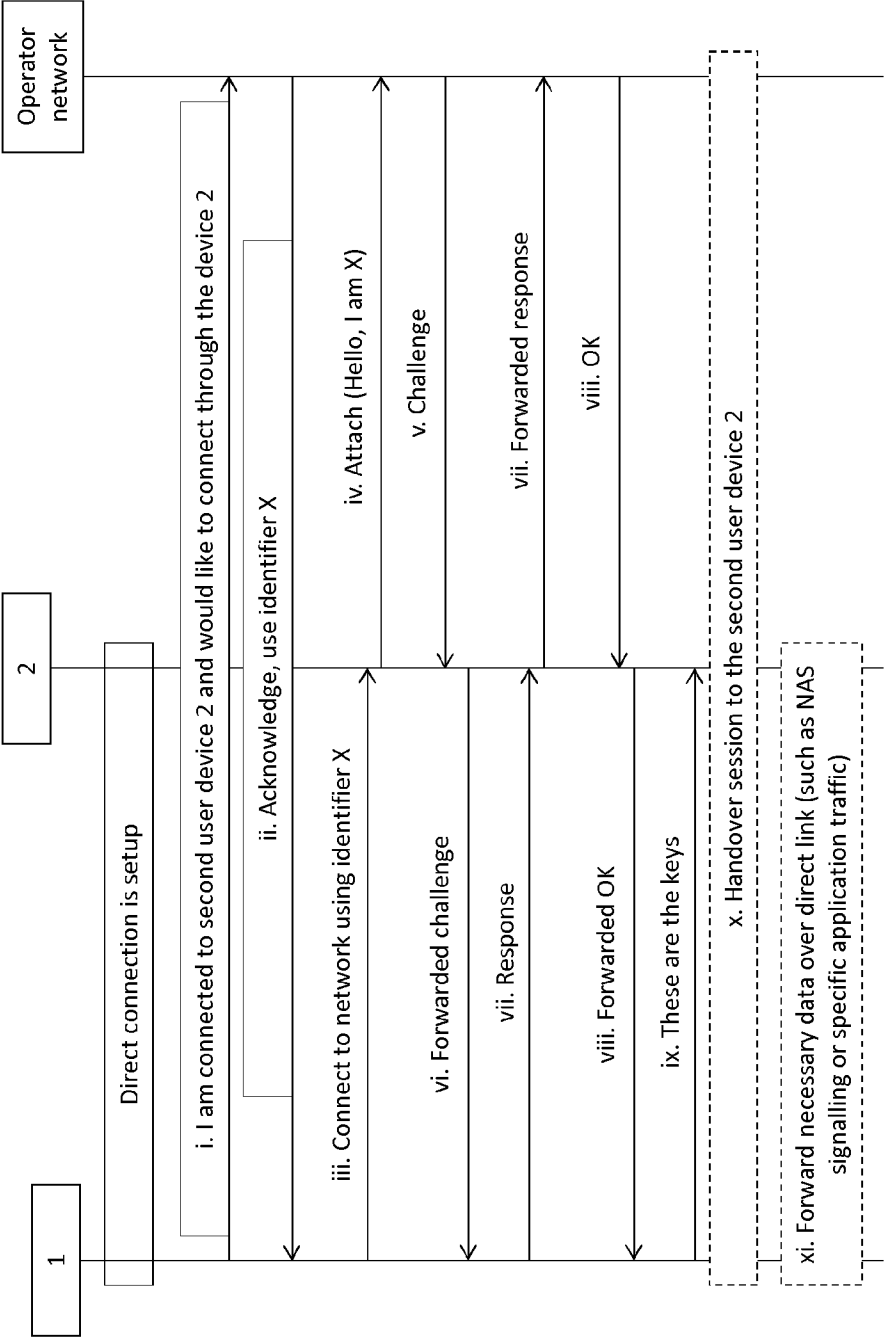 1
2
Operator
network
Direct connection is setup
i. I am connected to second user device 2 and would like to connect through the device 2
ii. Acknowledge, use identifier X
iii. Connect to network using identifier X
iv. Attach (Hello, I am X)
v. Challenge
vi. Forwarded challenge
vii. Response
vii. Forwarded response
viii. OK
viii. Forwarded OK
ix. These are the keys
x. Handover session to the second user device 2
xi. Forward necessary data over direct link (such as NAS
signalling or specific application traffic)